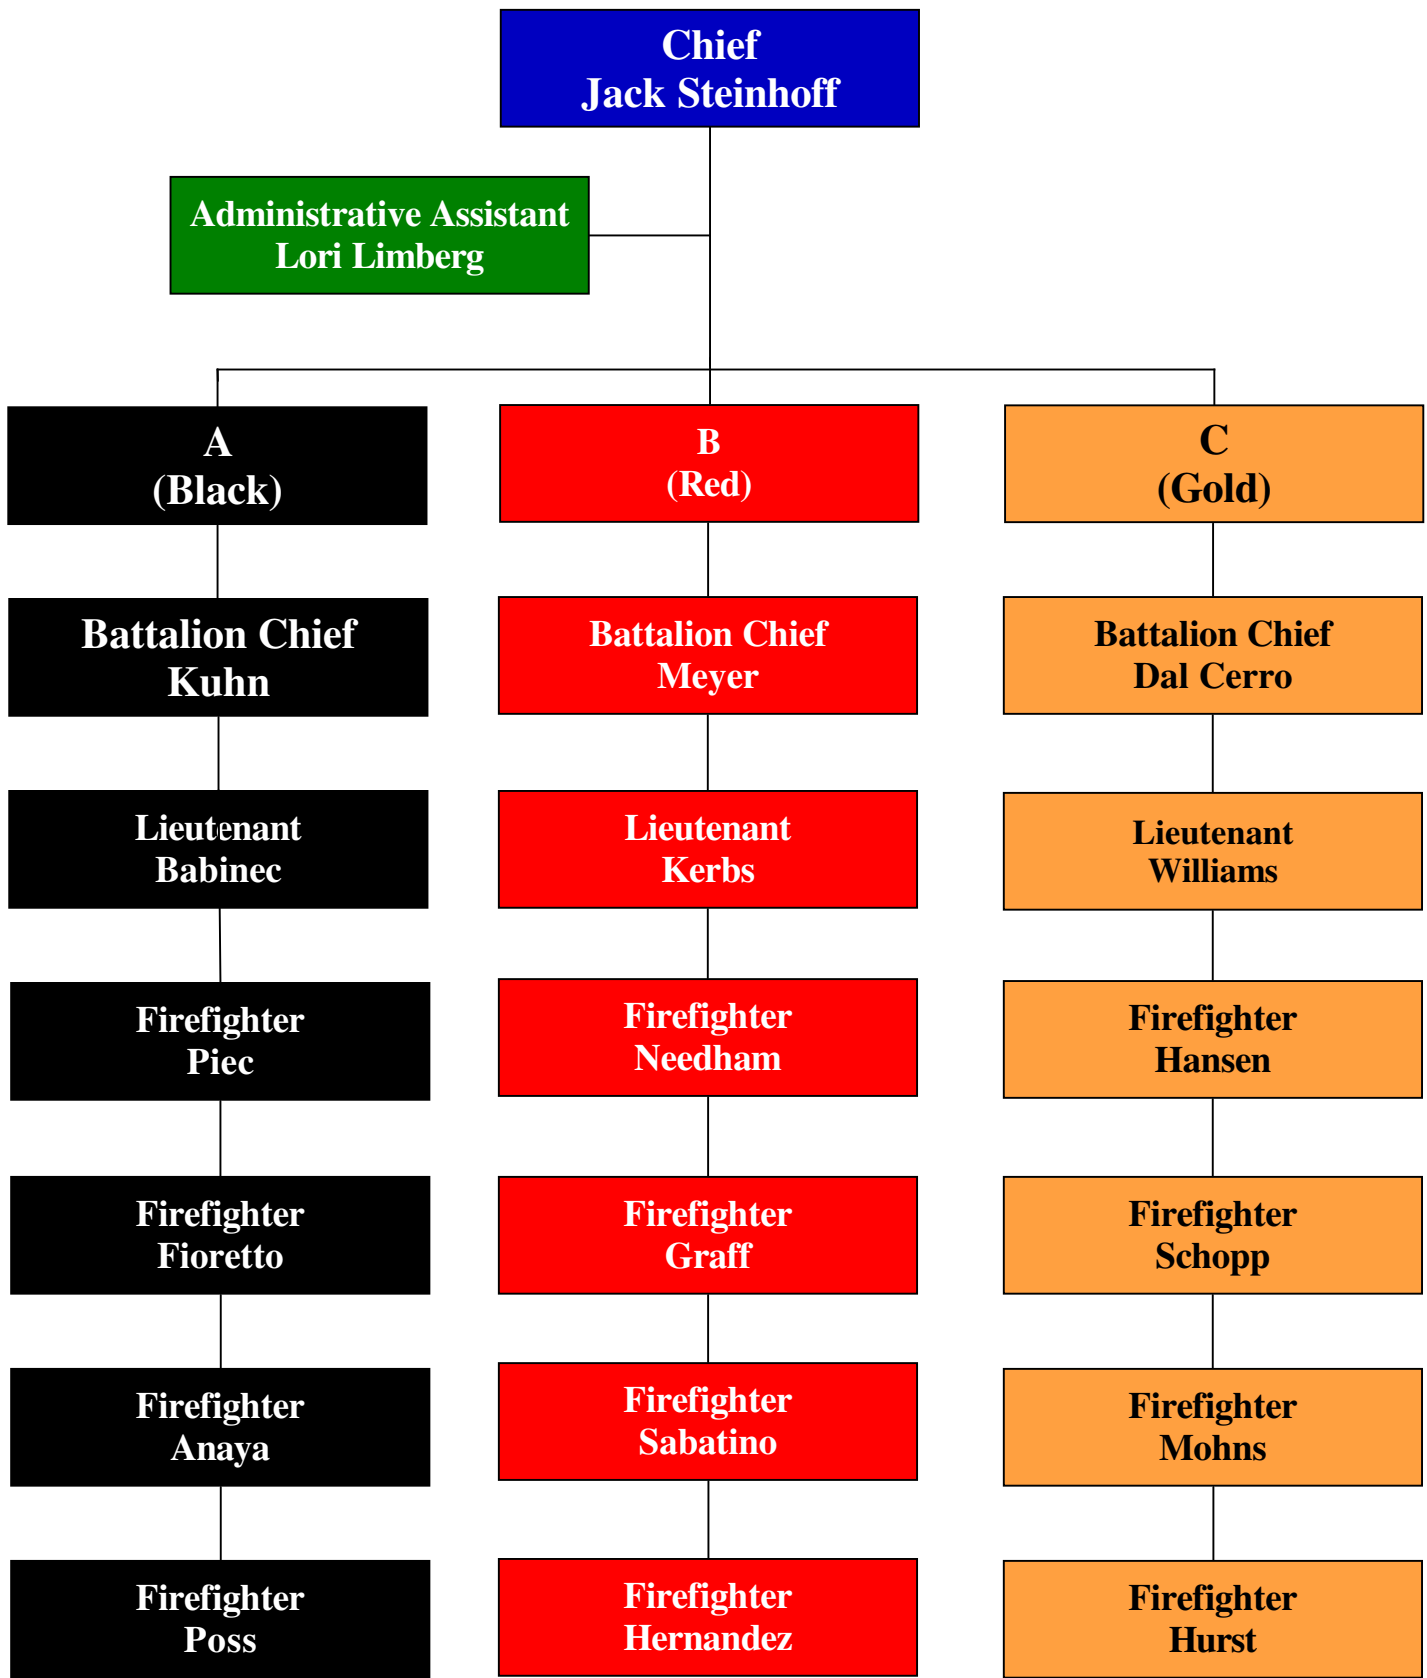 Chief
Jack Steinhoff
Administrative Assistant
Lori Limberg
A
(Black)
B
(Red)
C
(Gold)
Battalion Chief
Kuhn
Battalion Chief
Meyer
Battalion Chief
Dal Cerro
Lieutenant
Babinec
Lieutenant
Kerbs
Lieutenant
Williams
Firefighter
Piec
Firefighter
Needham
Firefighter
Hansen
Firefighter
Fioretto
Firefighter
Graff
Firefighter
Schopp
Firefighter
Anaya
Firefighter
Sabatino
Firefighter
Mohns
Firefighter
Poss
Firefighter
Hernandez
Firefighter
Hurst